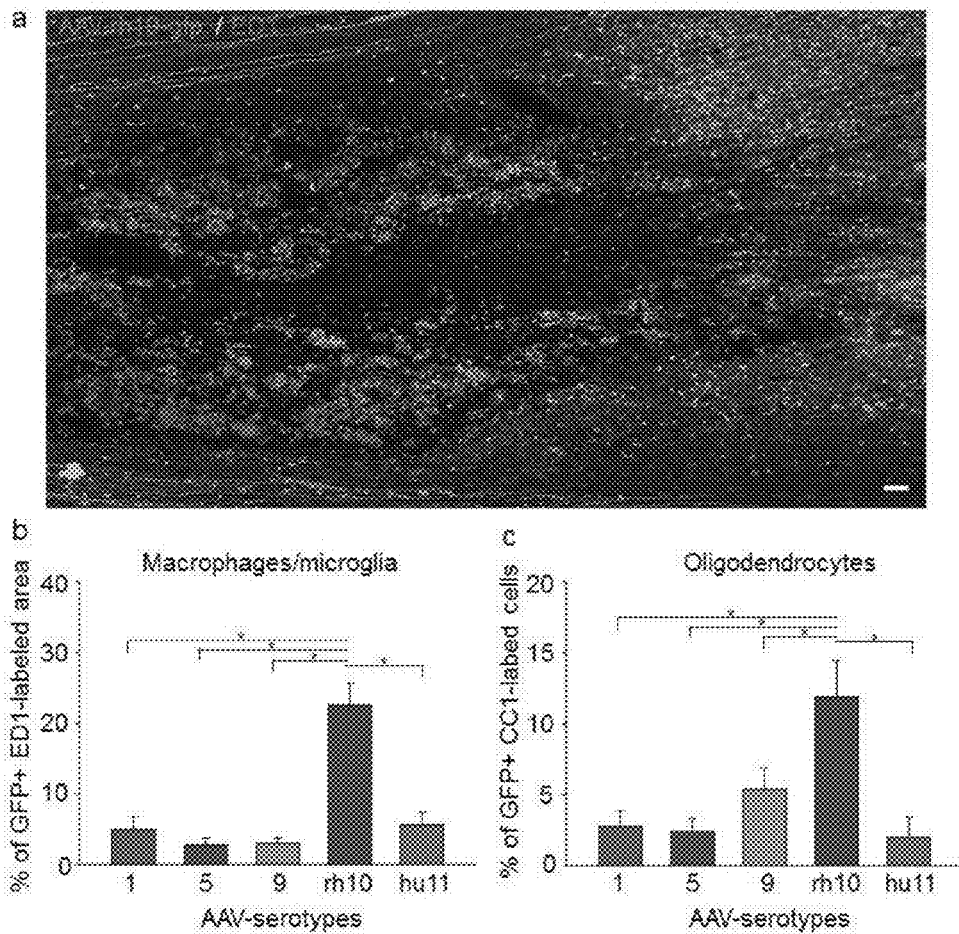 a
b
Macrophages/microglia
% of GFP+ ED1-labeled area
40
30
20
10
0
* * * *
1 5 9 rh10 hu11
AAV-serotypes
c
Oligodendrocytes
% of GFP+ CC1-labed cells
20
15
10
5
0
* * * *
1 5 9 rh10 hu11
AAV-serotypes